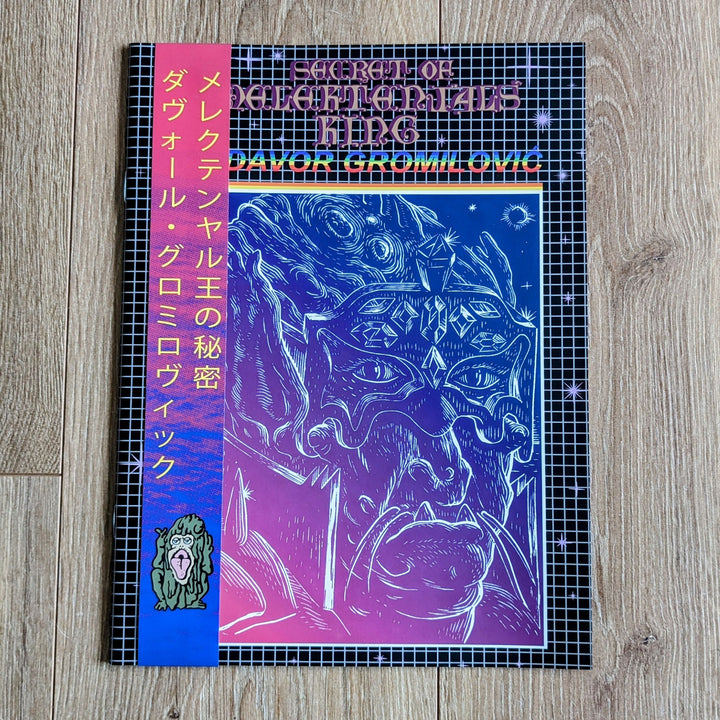 SECRET OF
MELEKTENIALS
KING
DAVOR GROMILOVIĆ
メレクテンヤル王の秘密
ダヴォール・グロミロヴィック